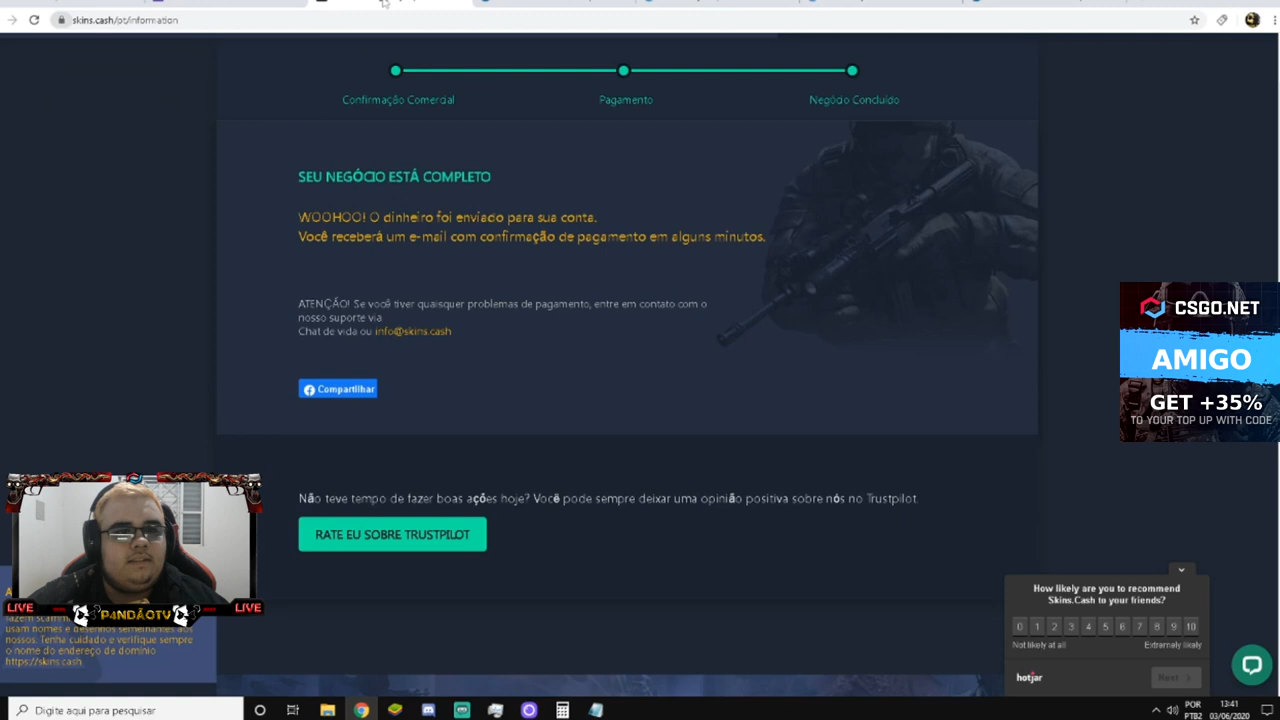 skins.cash/pt/information
Confirmação Comercial
Pagamento
Negócio Concluído
SEU NEGÓCIO ESTÁ COMPLETO
WOOHOO! O dinheiro foi enviado para sua conta.
Você receberá um e-mail com confirmação de pagamento em alguns minutos.
ATENÇÃO! Se você tiver quaisquer problemas de pagamento, entre em contato com o
nosso suporte via
Chat de vida ou info@skins.cash
Compartilhar
CSGO.NET
AMIGO
GET +35%
TO YOUR TOP UP WITH CODE
Não teve tempo de fazer boas ações hoje? Você pode sempre deixar uma opinião positiva sobre nós no Trustpilot.
RATE EU SOBRE TRUSTPILOT
LIVE
P4NDÃOTV
LIVE
usam nomes e desenhos semelhantes aos
nossos. Tenha cuidado e verifique sempre
o nome do endereço de domínio
https://skins.cash
How likely are you to recommend
Skins.Cash to your friends?
0 1 2 3 4 5 6 7 8 9 10
Not likely at all
Extremely likely
hotjar
Next
Digite aqui para pesquisar
POR
PTB2
13:41
03/06/2020